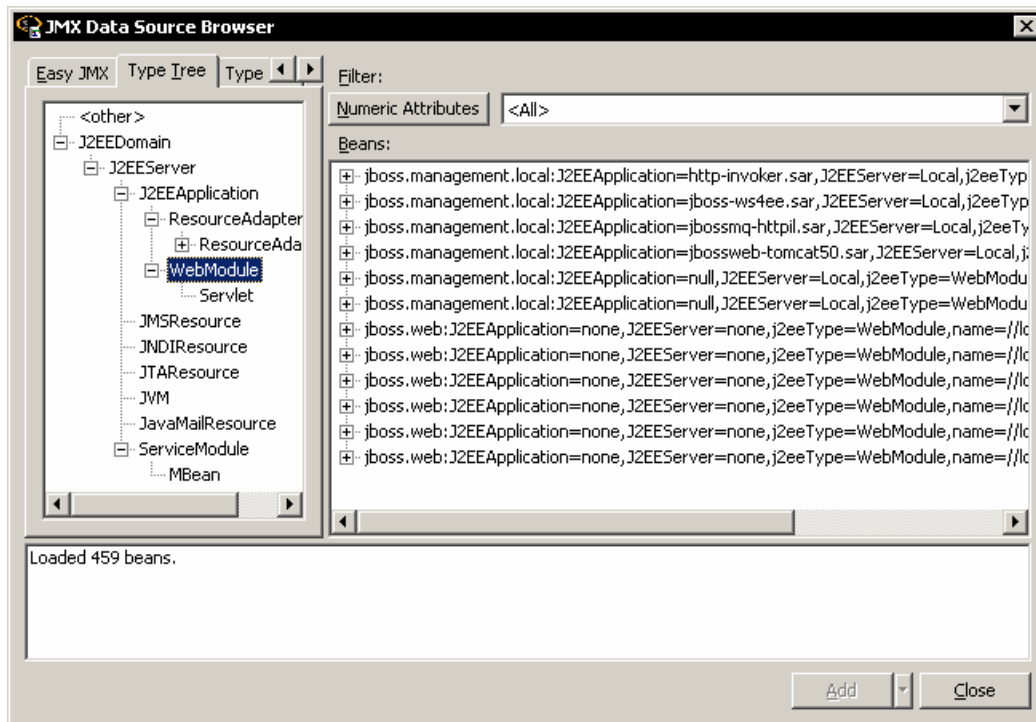 JMX Data Source Browser
Easy JMX Type Tree Type
Filter:
Numeric Attributes <All>
Beans:
<other>
J2EEDomain
J2EEServer
J2EEApplication
ResourceAdapter
ResourceAda
WebModule
Servlet
JMSResource
JNDIResource
JTAResource
JVM
JavaMailResource
ServiceModule
MBean
jboss.management.local:J2EEApplication=http-invoker.sar,J2EEServer=Local,j2eeTyp
jboss.management.local:J2EEApplication=jboss-ws4ee.sar,J2EEServer=Local,j2eeTyp
jboss.management.local:J2EEApplication=jbossmq-httpil.sar,J2EEServer=Local,j2eeTy
jboss.management.local:J2EEApplication=jbossweb-tomcat50.sar,J2EEServer=Local,j
jboss.management.local:J2EEApplication=null,J2EEServer=Local,j2eeType=WebModu
jboss.management.local:J2EEApplication=null,J2EEServer=Local,j2eeType=WebModu
jboss.web:J2EEApplication=none,J2EEServer=none,j2eeType=WebModule,name=//lo
jboss.web:J2EEApplication=none,J2EEServer=none,j2eeType=WebModule,name=//lo
jboss.web:J2EEApplication=none,J2EEServer=none,j2eeType=WebModule,name=//lo
jboss.web:J2EEApplication=none,J2EEServer=none,j2eeType=WebModule,name=//lo
jboss.web:J2EEApplication=none,J2EEServer=none,j2eeType=WebModule,name=//lo
jboss.web:J2EEApplication=none,J2EEServer=none,j2eeType=WebModule,name=//lo
Loaded 459 beans.
Add Close